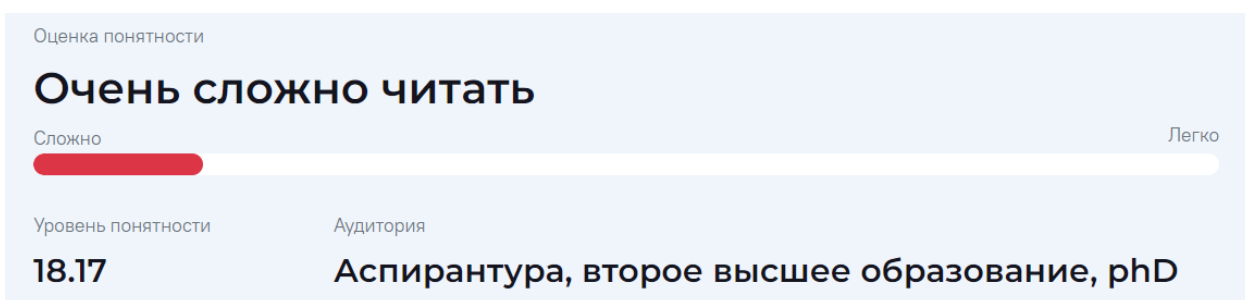 Оценка понятности
Очень сложно читать
Сложно
Легко
Уровень понятности
Аудитория
18.17
Аспирантура, второе высшее образование, phD